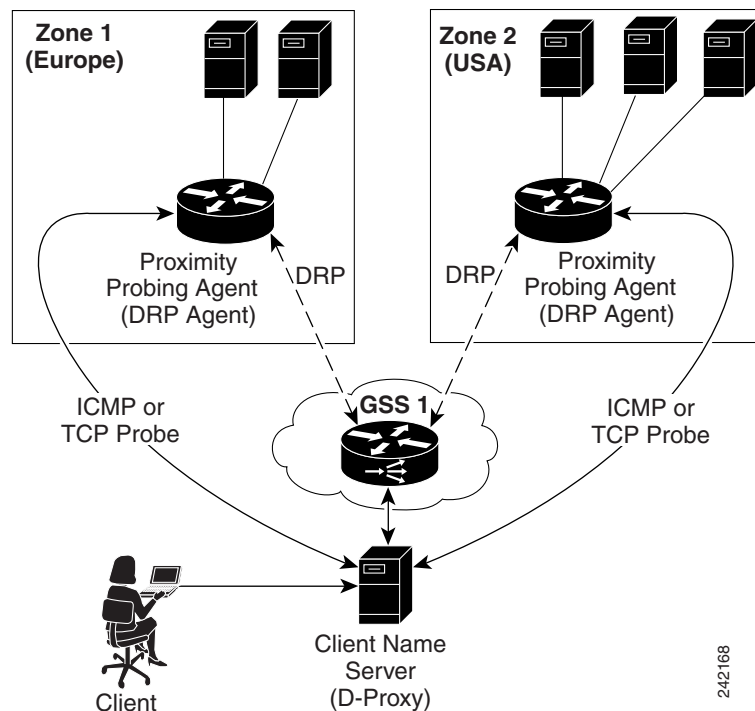 Zone 1
(Europe)
Zone 2
(USA)
Proximity
Probing Agent
(DRP Agent)
DRP
DRP
Proximity
Probing Agent
(DRP Agent)
ICMP or
TCP Probe
GSS 1
ICMP or
TCP Probe
Client
Client Name
Server
(D-Proxy)
242168